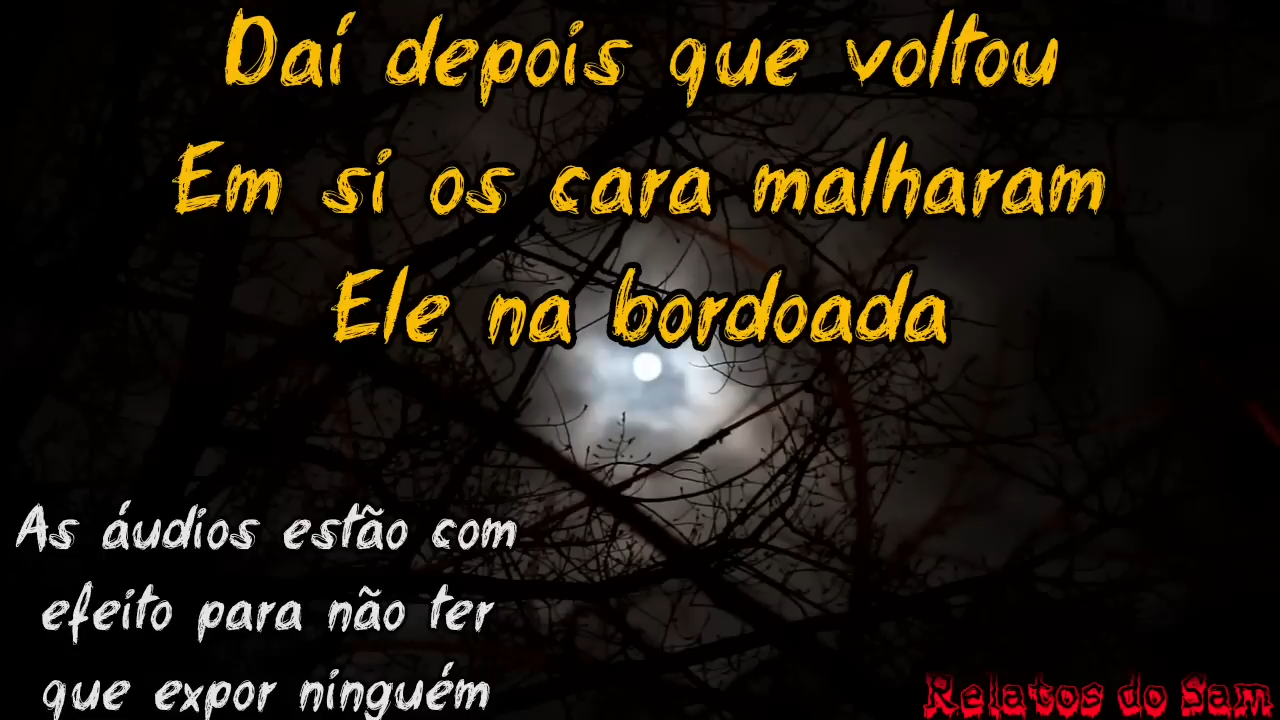 Daí depois que voltou
Em si os cara malharam
Ele na bordoada
As áudios estão com
efeito para não ter
que expor ninguém
Relatos do Sam